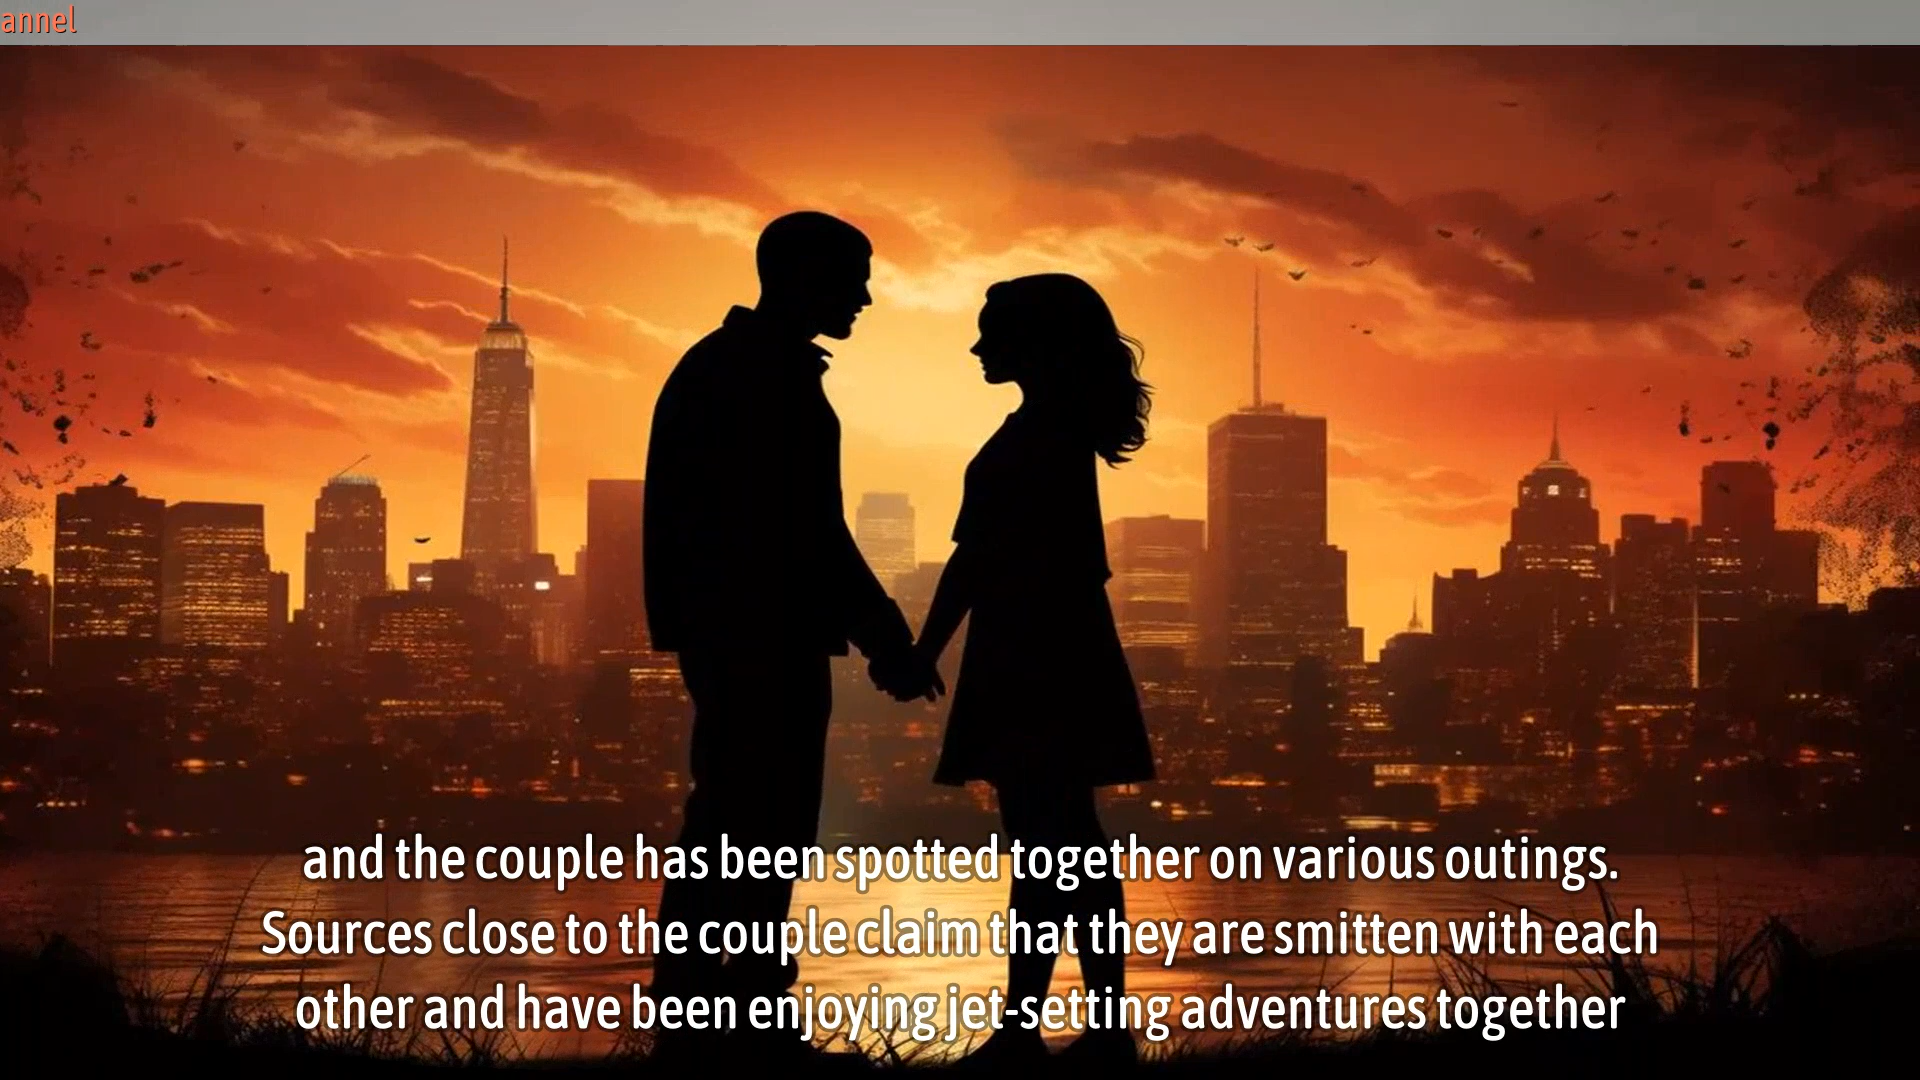 annel
and the couple has been spotted together on various outings.
Sources close to the couple claim that they are smitten with each
other and have been enjoying jet-setting adventures together